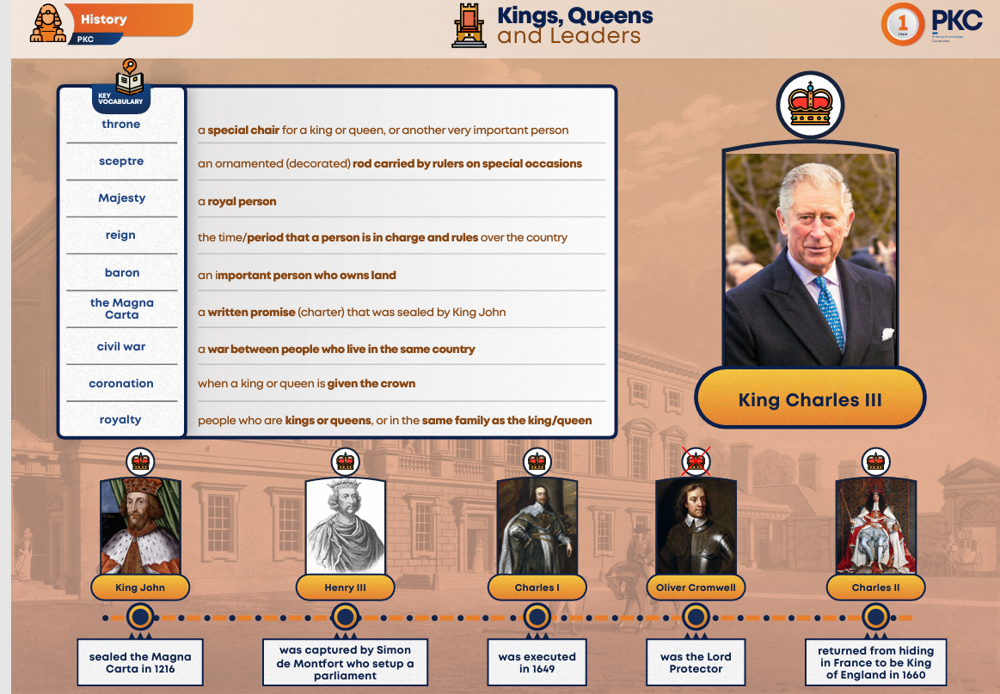 History
PKC
Kings, Queens
and Leaders
1
YEAR
PKC
Primary Knowledge
Curriculum
KEY
VOCABULARY
throne
a special chair for a king or queen, or another very important person
sceptre
an ornamented (decorated) rod carried by rulers on special occasions
Majesty
a royal person
reign
the time/period that a person is in charge and rules over the country
baron
an important person who owns land
the Magna
Carta
a written promise (charter) that was sealed by King John
civil war
a war between people who live in the same country
coronation
when a king or queen is given the crown
royalty
people who are kings or queens, or in the same family as the king/queen
King Charles III
King John
Henry III
Charles I
Oliver Cromwell
Charles II
sealed the Magna
Carta in 1216
was captured by Simon
de Montfort who setup a
parliament
was executed
in 1649
was the Lord
Protector
returned from hiding
in France to be King
of England in 1660